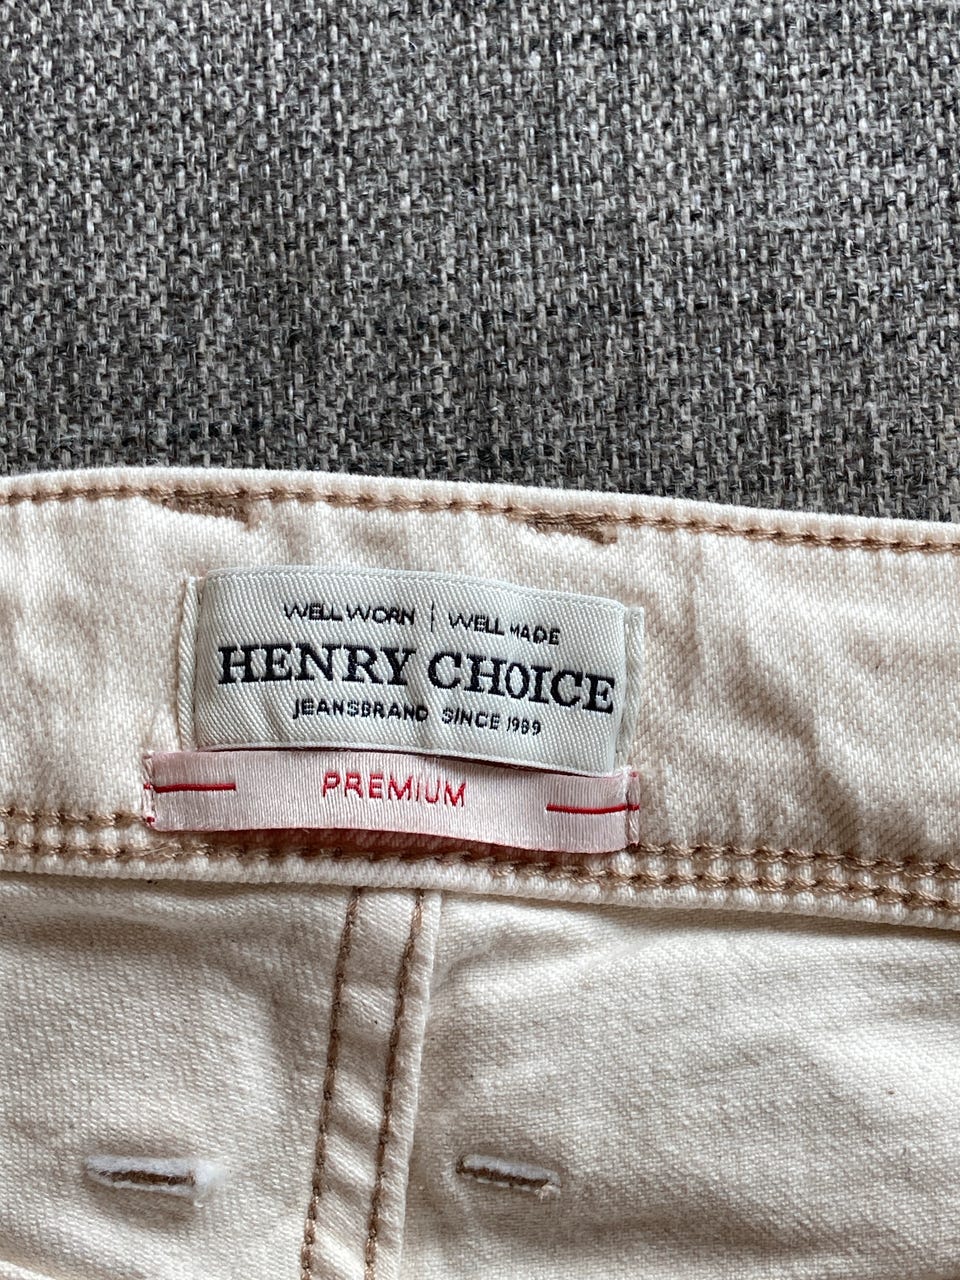 WELL WORN | WELL MADE
HENRY CHOICE
JEANSBRAND SINCE 1989
PREMIUM